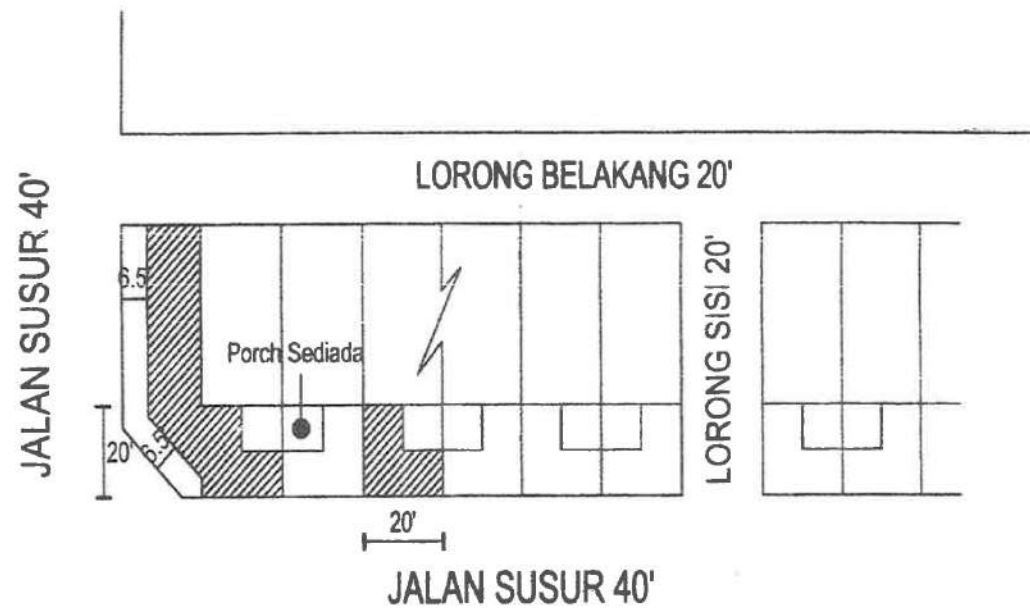 LORONG BELAKANG 20'
JALAN SUSUR 40'
6.5
LORONG SISI 20'
Porch Sediada
20'
6.5'
20'
JALAN SUSUR 40'